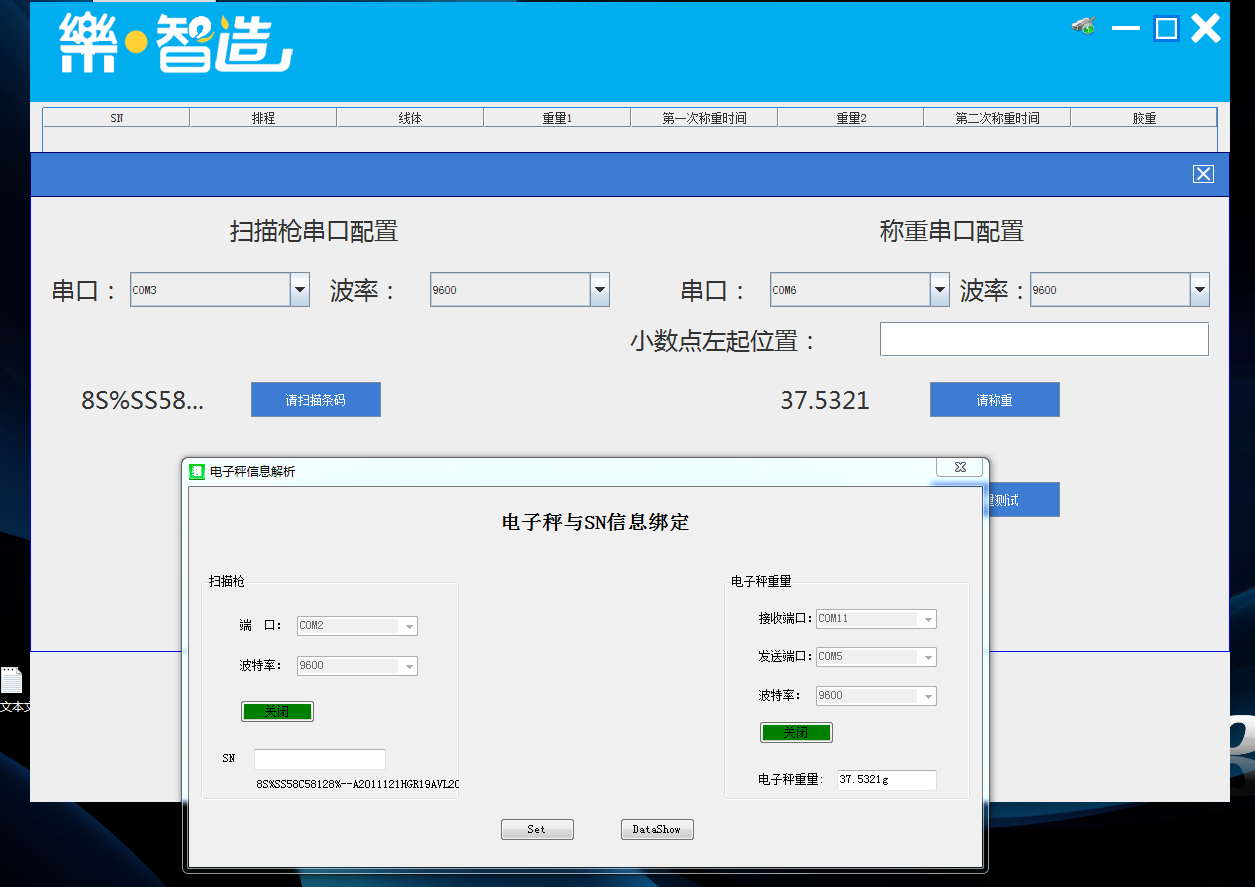 樂•智造
SN 排程 线体 重量1 第一次称重时间 重量2 第二次称重时间 胶重
扫描枪串口配置 称重串口配置
串口： COM3 波率： 9600 串口： COM6 波率： 9600
小数点左起位置：
8S%SS58... 请扫描条码 37.5321 请称重
电子秤信息解析
量测试
电子秤与SN信息绑定
扫描枪 电子秤重量
端 口： COM2 接收端口： COM11
波特率： 9600 发送端口： COM5
波特率： 9600
关闭 关闭
SN
8S%SS58C58128%--A2011121HGR19AVL20
电子秤重量： 37.5321g
Set DataShow
文本文